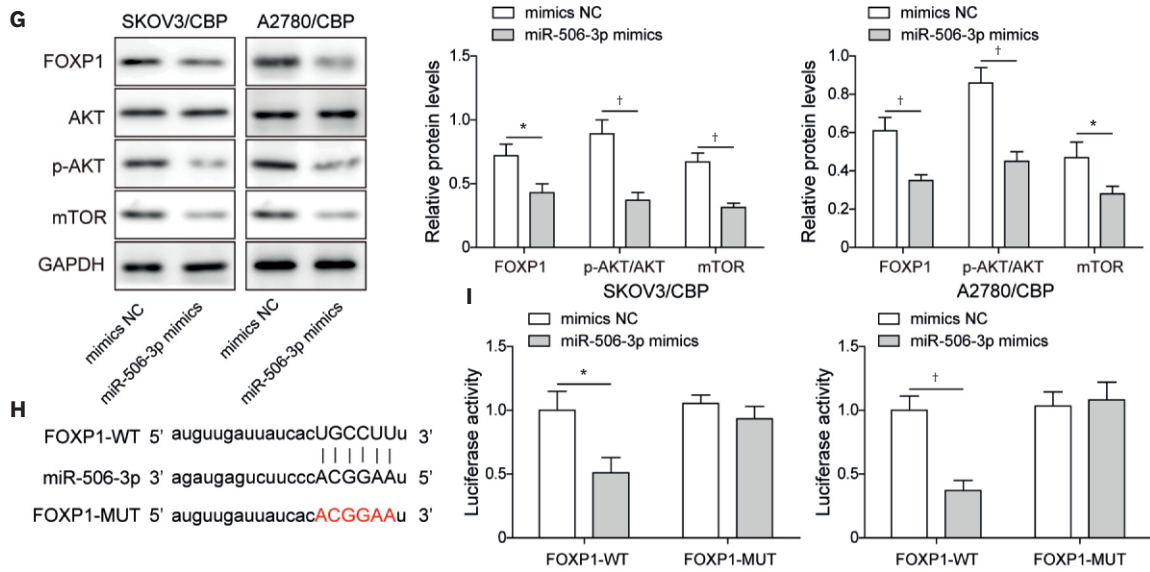 G
SKOV3/CBP A2780/CBP
FOXP1
AKT
p-AKT
mTOR
GAPDH
mimics NC
miR-506-3p mimics
mimics NC
miR-506-3p mimics
mimics NC
miR-506-3p mimics
Relative protein levels
1.5
1.0
0.5
0
* † †
FOXP1 p-AKT/AKT mTOR
mimics NC
miR-506-3p mimics
Relative protein levels
1.0
0.8
0.6
0.4
0.2
0
† † *
FOXP1 p-AKT/AKT mTOR
H
FOXP1-WT 5' auguugauuaucacUGCCUUu 3'
miR-506-3p 3' agaugagucuucccACGGAAu 5'
FOXP1-MUT 5' auguugauuaucacACGGAAu 3'
I
SKOV3/CBP
mimics NC
miR-506-3p mimics
Luciferase activity
1.5
1.0
0.5
0
*
FOXP1-WT FOXP1-MUT
A2780/CBP
mimics NC
miR-506-3p mimics
Luciferase activity
1.5
1.0
0.5
0
†
FOXP1-WT FOXP1-MUT